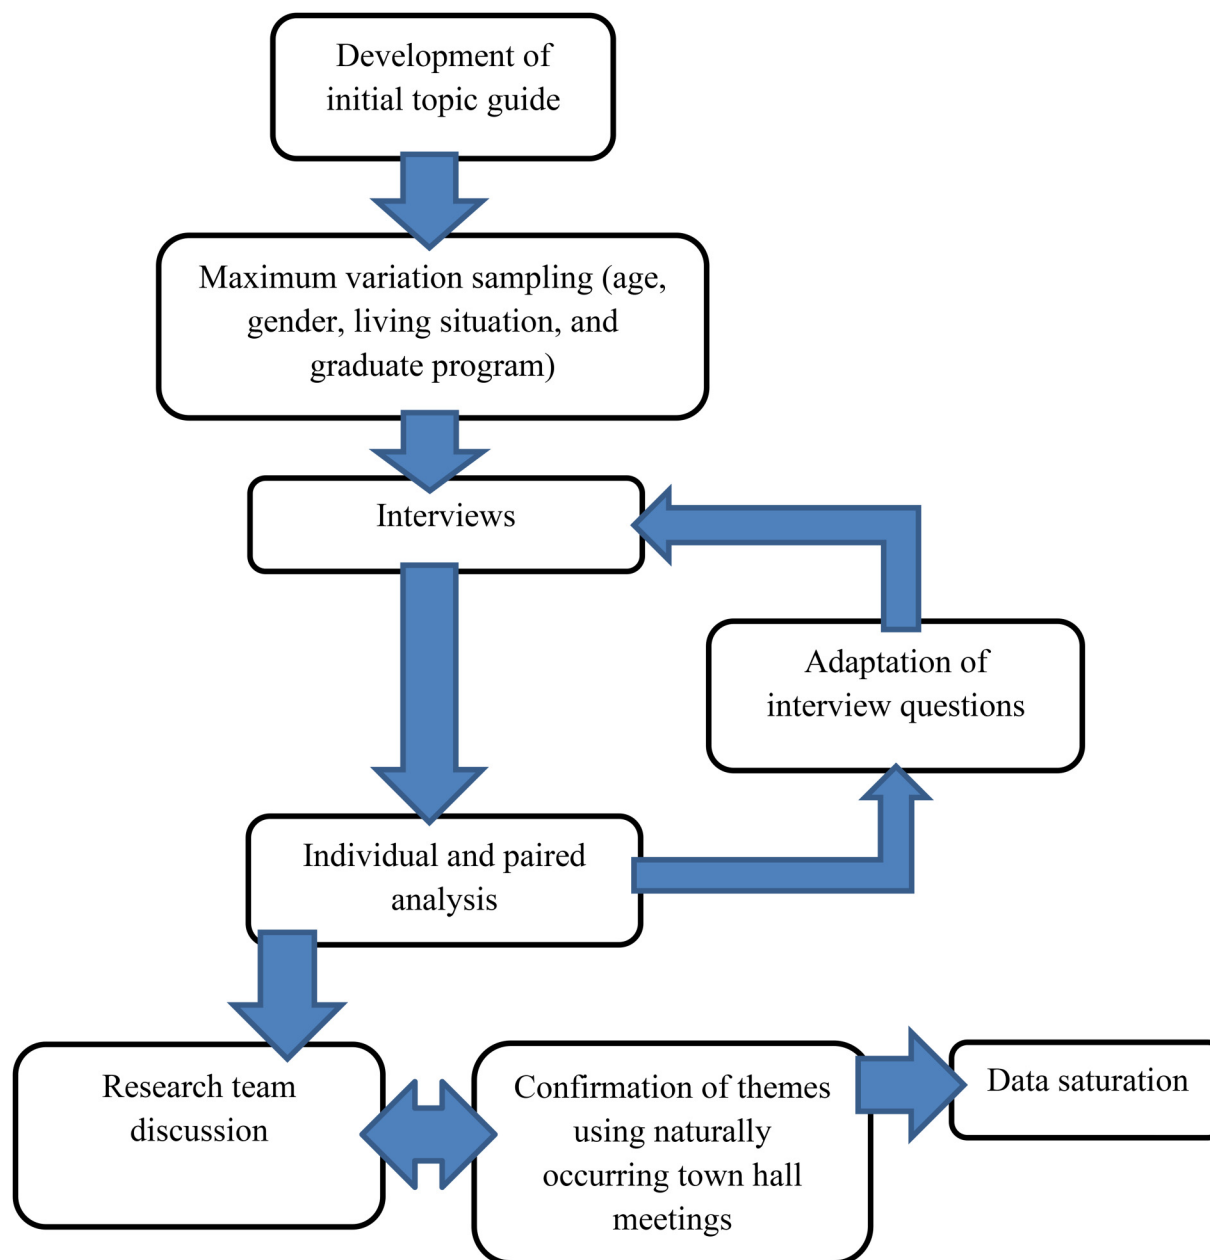 Development of
initial topic guide
Maximum variation sampling (age,
gender, living situation, and
graduate program)
Interviews
Adaptation of
interview questions
Individual and paired
analysis
Research team
discussion
Confirmation of themes
using naturally
occurring town hall
meetings
Data saturation